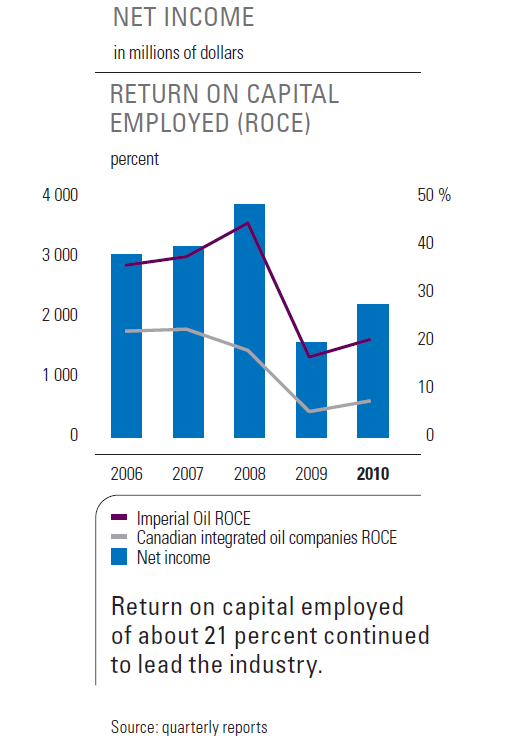 NET INCOME
in millions of dollars
RETURN ON CAPITAL
EMPLOYED (ROCE)
percent
4 000
3 000
2 000
1 000
0
50 %
40
30
20
10
0
2006 2007 2008 2009 2010
Imperial Oil ROCE
Canadian integrated oil companies ROCE
Net income
Return on capital employed
of about 21 percent continued
to lead the industry.
Source: quarterly reports